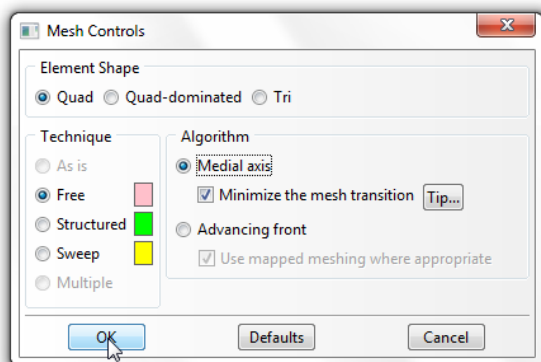 Mesh Controls
Element Shape
Quad Quad-dominated Tri
Technique
As is
Free
Structured
Sweep
Multiple
Algorithm
Medial axis
Minimize the mesh transition Tip...
Advancing front
Use mapped meshing where appropriate
OK Defaults Cancel